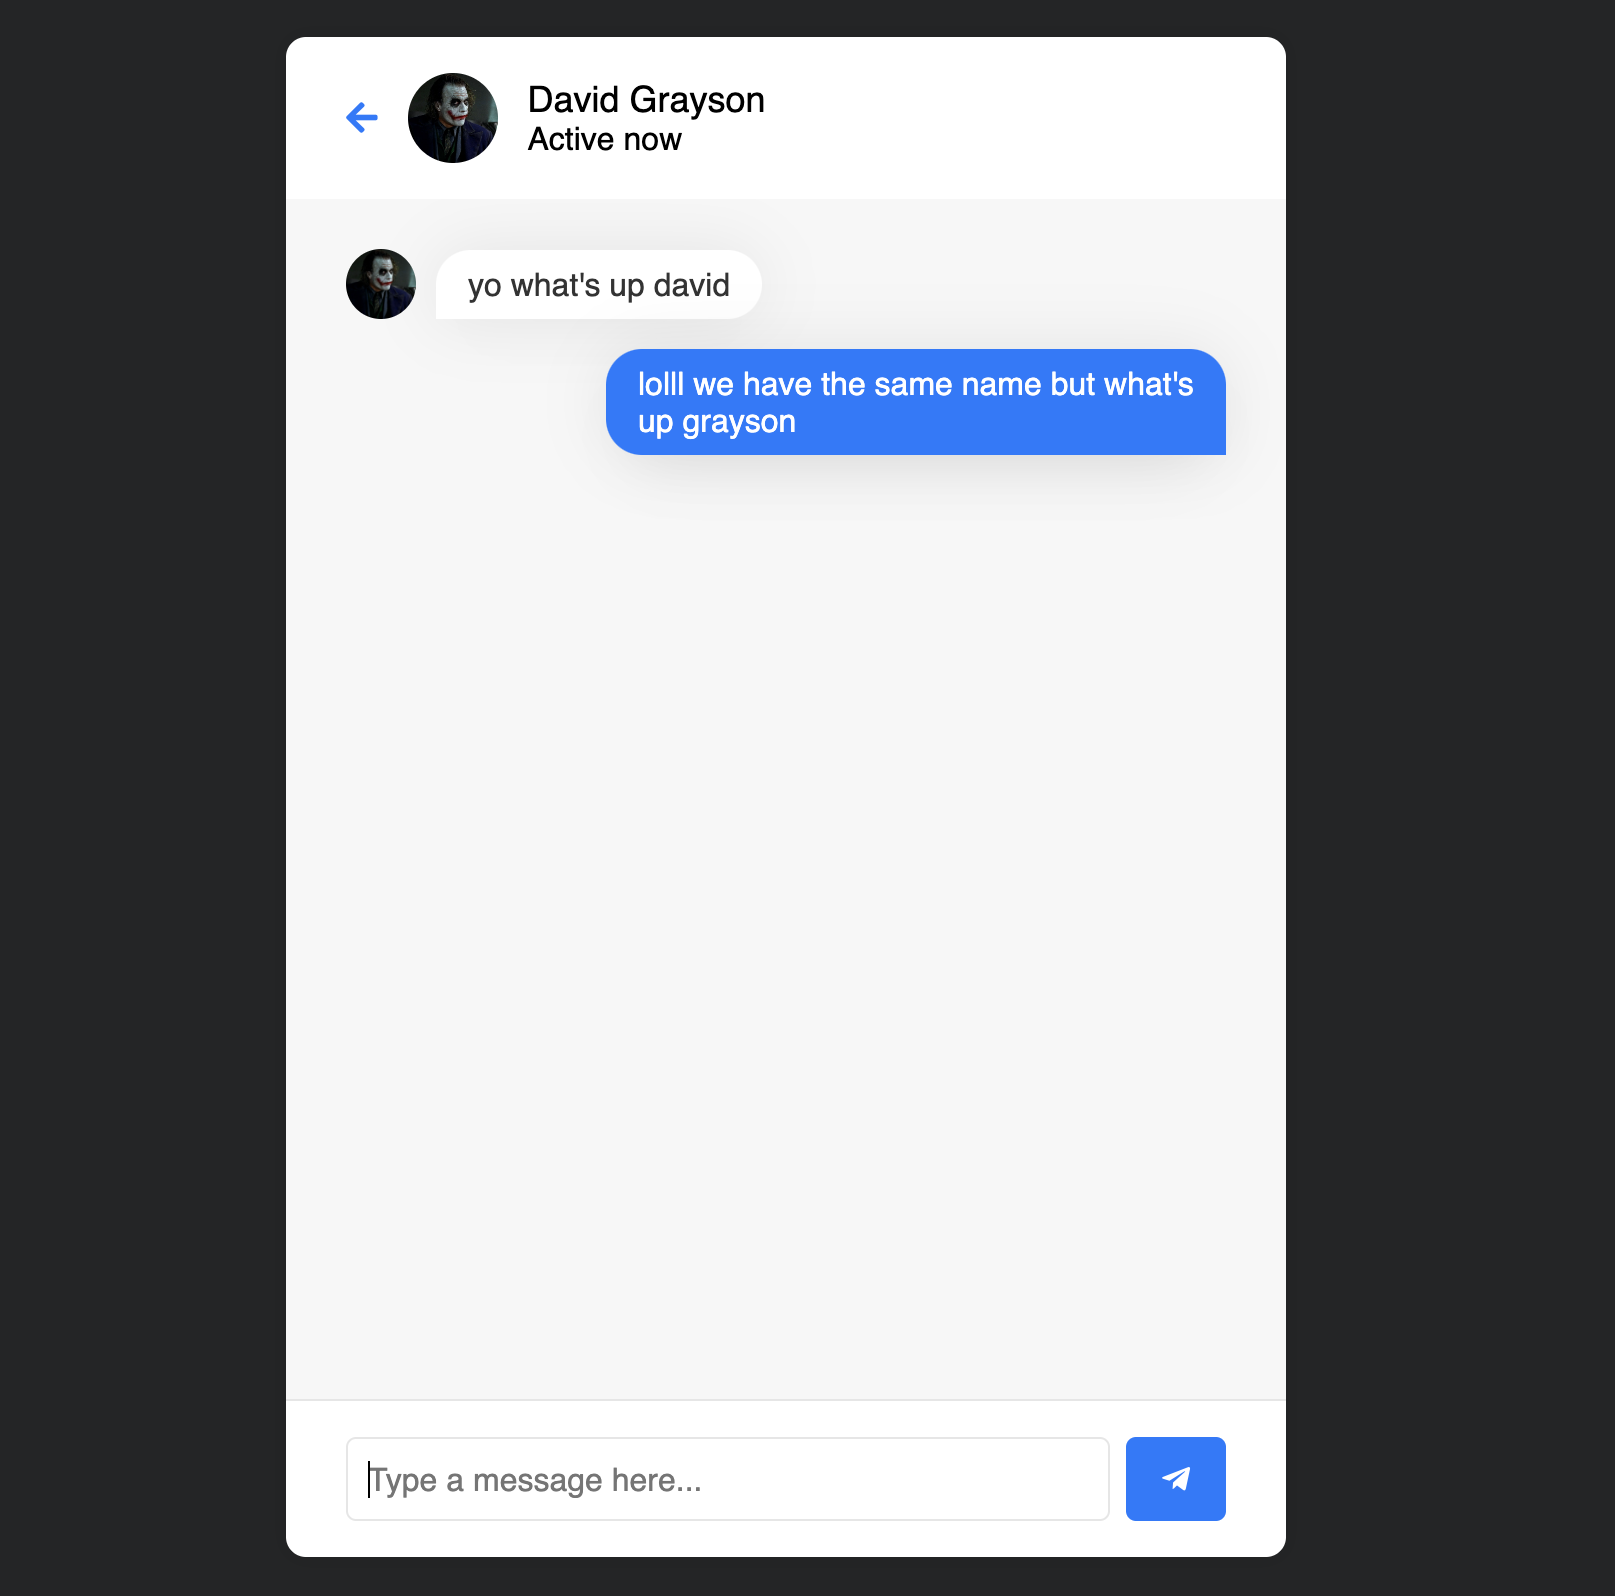 David Grayson
Active now
yo what's up david
lolll we have the same name but what's
up grayson
Type a message here...